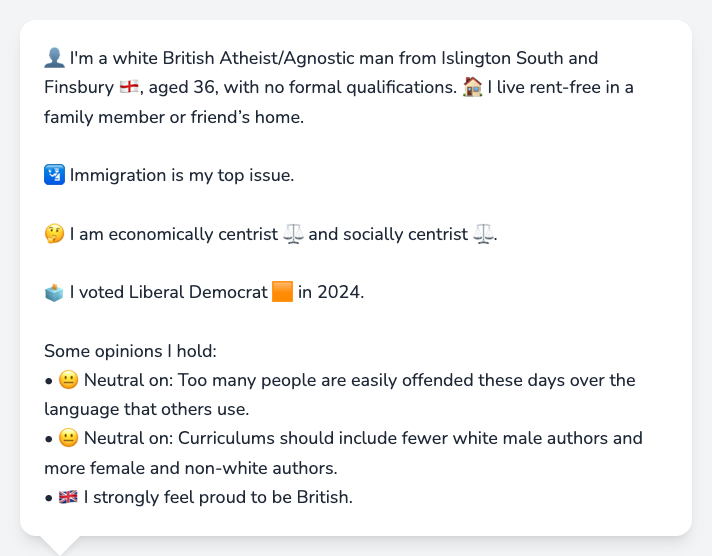 👤 I'm a white British Atheist/Agnostic man from Islington South and
Finsbury 🏴󠁧󠁢󠁥󠁮󠁧󠁿, aged 36, with no formal qualifications. 🏠 I live rent-free in a
family member or friend’s home.
🛂 Immigration is my top issue.
🤔 I am economically centrist ⚖️ and socially centrist ⚖️.
🗳️ I voted Liberal Democrat 🟧 in 2024.
Some opinions I hold:
• 😐 Neutral on: Too many people are easily offended these days over the
language that others use.
• 😐 Neutral on: Curriculums should include fewer white male authors and
more female and non-white authors.
• 🇬🇧 I strongly feel proud to be British.